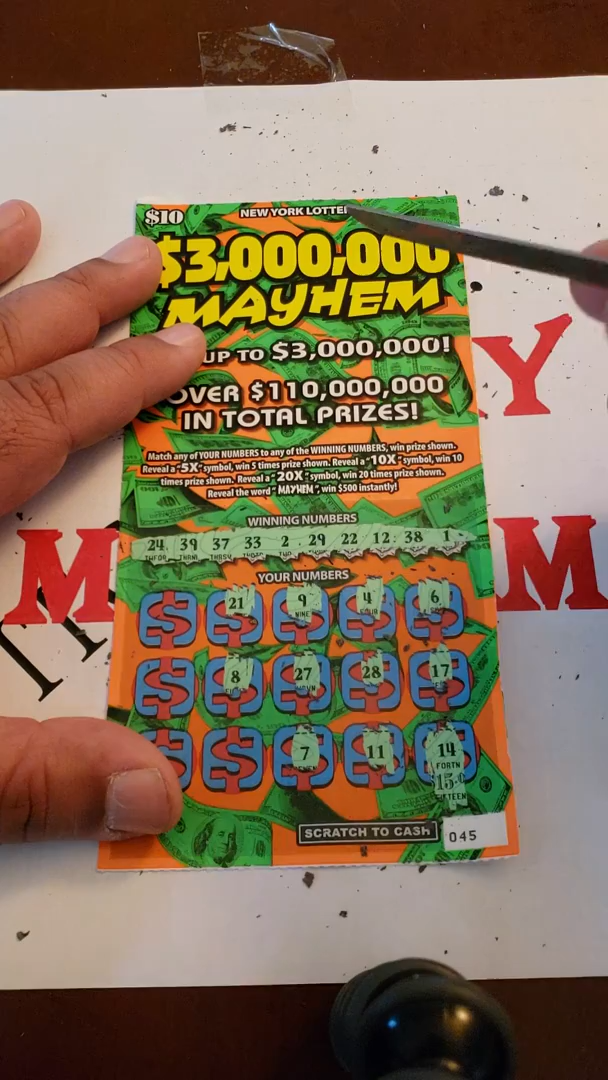 $10
NEW YORK LOTTE
$3,000,000
MAYHEM
UP TO $3,000,000!
OVER $110,000,000
IN TOTAL PRIZES!
Match any of YOUR NUMBERS to any of the WINNING NUMBERS, win prize shown.
Reveal a "5X" symbol, win 5 times prize shown. Reveal a "10X" symbol, win 10
times prize shown. Reveal a "20X" symbol, win 20 times prize shown.
Reveal the word "MAYHEM", win $500 instantly!
WINNING NUMBERS
24 39 37 33 2 29 22 12 38 1
YOUR NUMBERS
21 9 4 6
NINE
8 27 28 17
7 11 14
FORTN
SCRATCH TO CASH
045
Y
M M